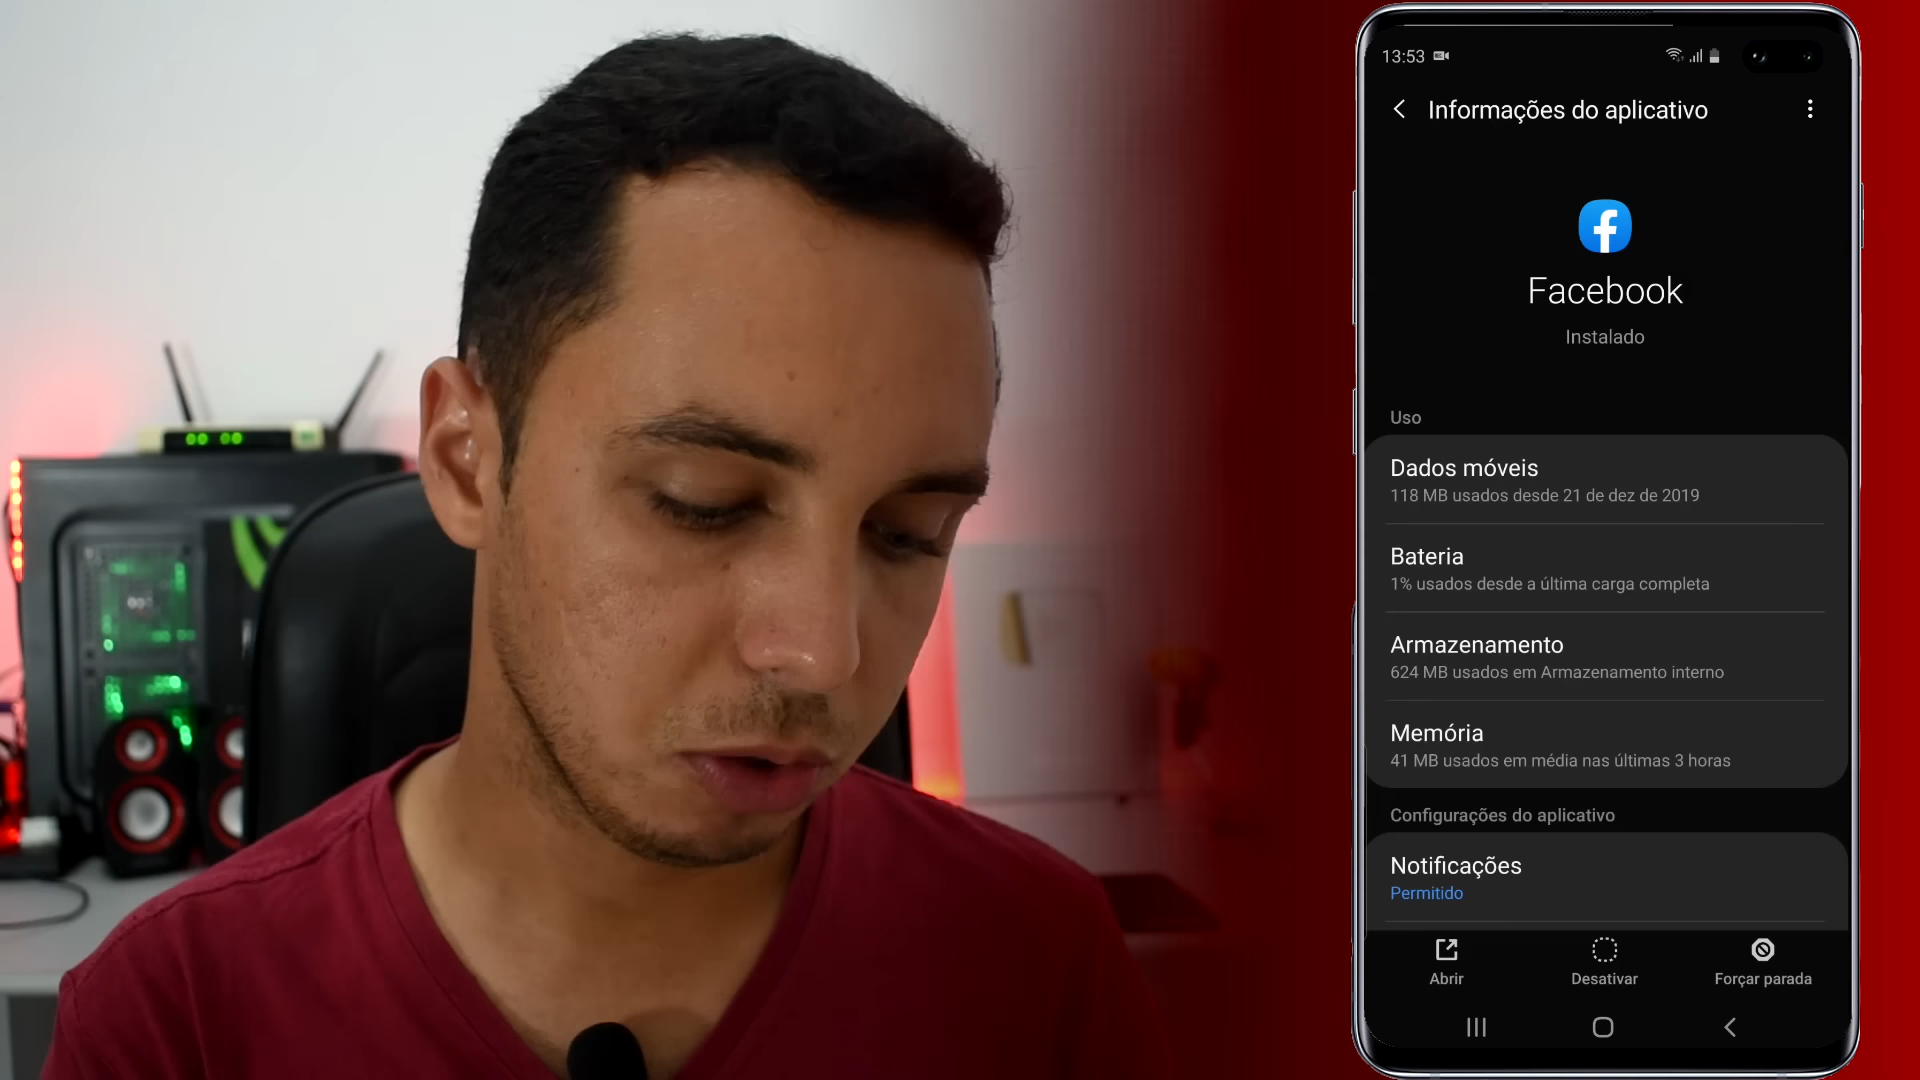 13:53
Informações do aplicativo
Facebook
Instalado
Uso
Dados móveis
118 MB usados desde 21 de dez de 2019
Bateria
1% usados desde a última carga completa
Armazenamento
624 MB usados em Armazenamento interno
Memória
41 MB usados em média nas últimas 3 horas
Configurações do aplicativo
Notificações
Permitido
Abrir
Desativar
Forçar parada